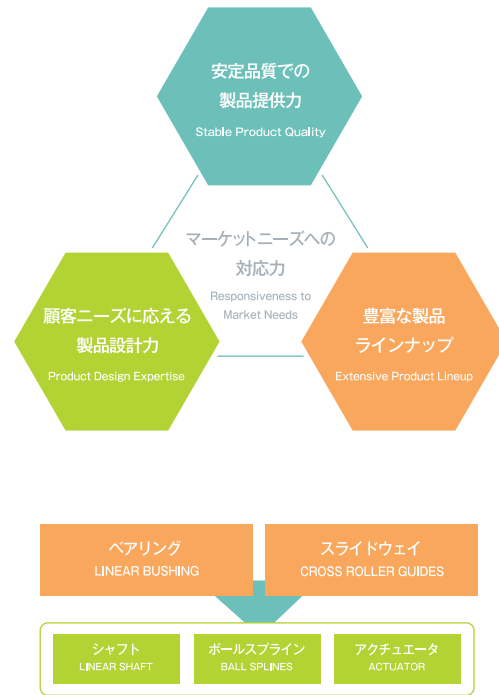 安定品質での
製品提供力
Stable Product Quality
マーケットニーズへの
対応力
Responsiveness to
Market Needs
顧客ニーズに応える
製品設計力
Product Design Expertise
豊富な製品
ラインナップ
Extensive Product Lineup
ベアリング
LINEAR BUSHING
スライドウェイ
CROSS ROLLER GUIDES
シャフト
LINEAR SHAFT
ボールスプライン
BALL SPLINES
アクチュエータ
ACTUATOR